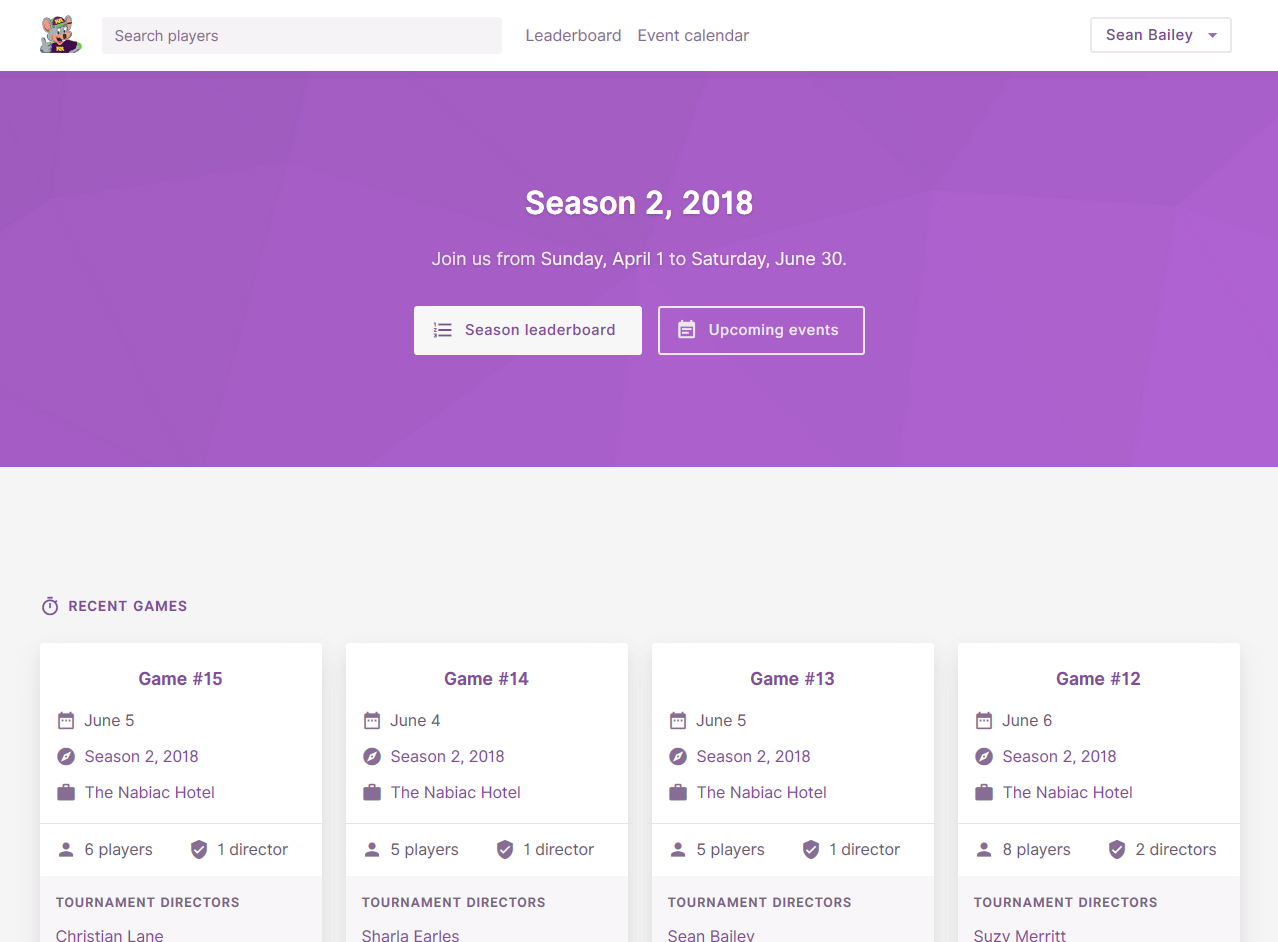 Search players
Leaderboard
Event calendar
Sean Bailey
Season 2, 2018
Join us from Sunday, April 1 to Saturday, June 30.
Season leaderboard
Upcoming events
RECENT GAMES
Game #15
June 5
Season 2, 2018
The Nabiac Hotel
6 players
1 director
TOURNAMENT DIRECTORS
Christian Lane
Game #14
June 4
Season 2, 2018
The Nabiac Hotel
5 players
1 director
TOURNAMENT DIRECTORS
Sharla Earles
Game #13
June 5
Season 2, 2018
The Nabiac Hotel
5 players
1 director
TOURNAMENT DIRECTORS
Sean Bailey
Game #12
June 6
Season 2, 2018
The Nabiac Hotel
8 players
2 directors
TOURNAMENT DIRECTORS
Suzy Merritt